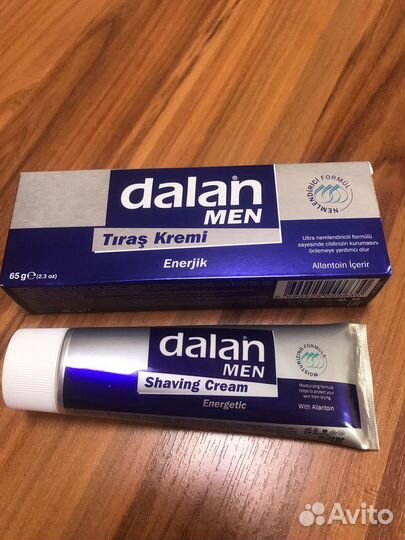 dalan
MEN
Tıraş Kremi
Enerjik
65 g ℮ (2.3 oz)
NEMLENDİRİCİ FORMÜL
Ultra nemlendiricili formülü
sayesinde cildinizin kurumasını
önlemeye yardımcı olur
Allantoin İçerir
dalan
MEN
Shaving Cream
Energetic
MOISTURIZING FORMULA
Moisturizing formula
helps to protect your
skin from drying
With Allantoin
Avito